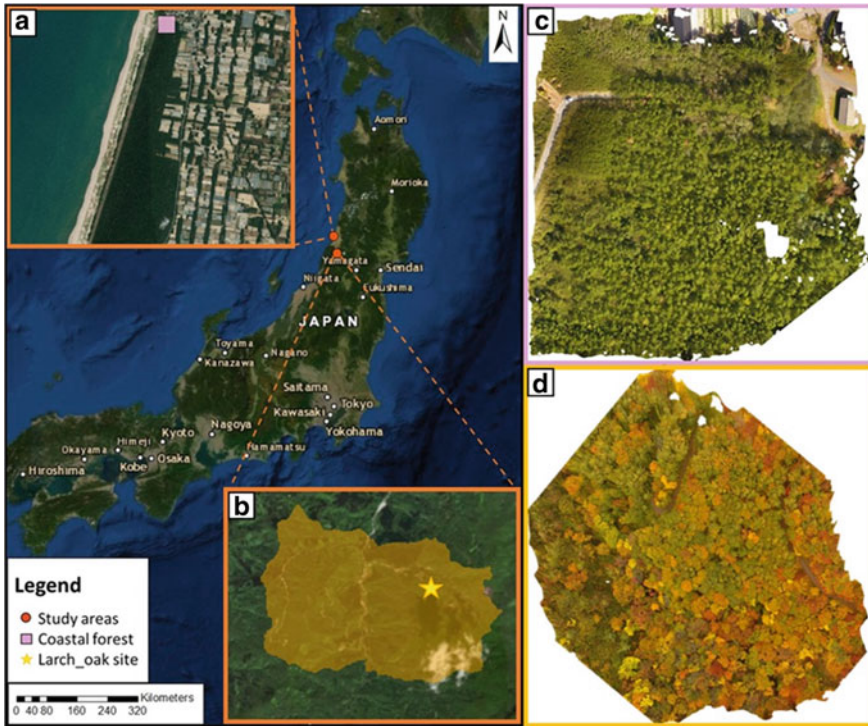 a
N
Aomori
Morioka
Yamagata
Sendai
Niigata
Fukushima
JAPAN
Toyama
Nagano
Kanazawa
Saitama
Tokyo
Kawasaki
Yokohama
Kyoto
Nagoya
Himeji
Okayama
Hamamatsu
Hiroshima
Kobe
Osaka
b
Legend
Study areas
Coastal forest
Larch_oak site
Kilometers
0 40 80 160 240 320
c
d